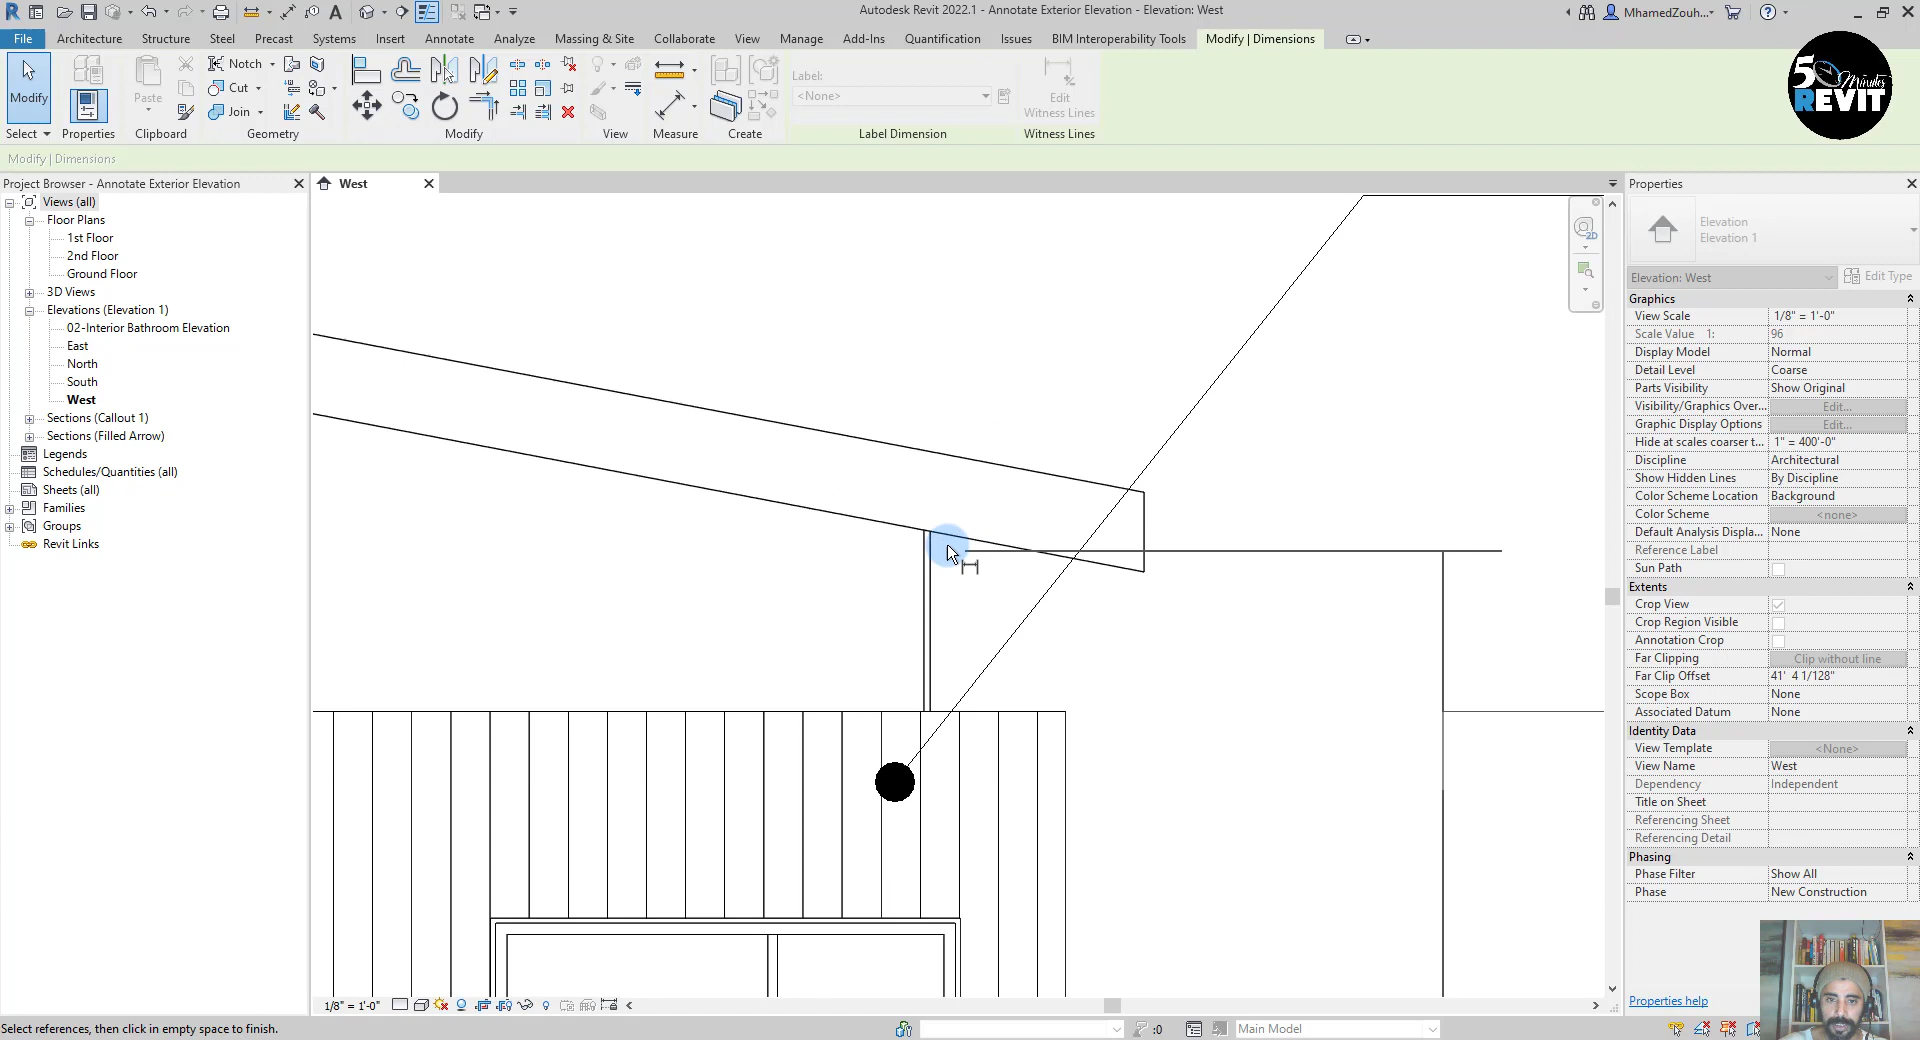 Autodesk Revit 2022.1 - Annotate Exterior Elevation - Elevation: West
MhamedZouh...
File Architecture Structure Steel Precast Systems Insert Annotate Analyze Massing & Site Collaborate View Manage Add-Ins Quantification Issues BIM Interoperability Tools Modify | Dimensions
Modify
Paste
Notch
Cut
Join
Label:
<None>
Edit
Witness Lines
5 Minutes
REVIT
Select Properties Clipboard Geometry Modify View Measure Create Label Dimension Witness Lines
Modify | Dimensions
Project Browser - Annotate Exterior Elevation
Views (all)
Floor Plans
1st Floor
2nd Floor
Ground Floor
3D Views
Elevations (Elevation 1)
02-Interior Bathroom Elevation
East
North
South
West
Sections (Callout 1)
Sections (Filled Arrow)
Legends
Schedules/Quantities (all)
Sheets (all)
Families
Groups
Revit Links
West
2D
Properties
Elevation
Elevation 1
Elevation: West Edit Type
Graphics
View Scale 1/8" = 1'-0"
Scale Value 1: 96
Display Model Normal
Detail Level Coarse
Parts Visibility Show Original
Visibility/Graphics Over... Edit...
Graphic Display Options Edit...
Hide at scales coarser t... 1" = 400'-0"
Discipline Architectural
Show Hidden Lines By Discipline
Color Scheme Location Background
Color Scheme <none>
Default Analysis Displa... None
Reference Label
Sun Path
Extents
Crop View
Crop Region Visible
Annotation Crop
Far Clipping Clip without line
Far Clip Offset 41' 4 1/128"
Scope Box None
Associated Datum None
Identity Data
View Template <None>
View Name West
Dependency Independent
Title on Sheet
Referencing Sheet
Referencing Detail
Phasing
Phase Filter Show All
Phase New Construction
Properties help
1/8" = 1'-0"
Select references, then click in empty space to finish.
:0
Main Model